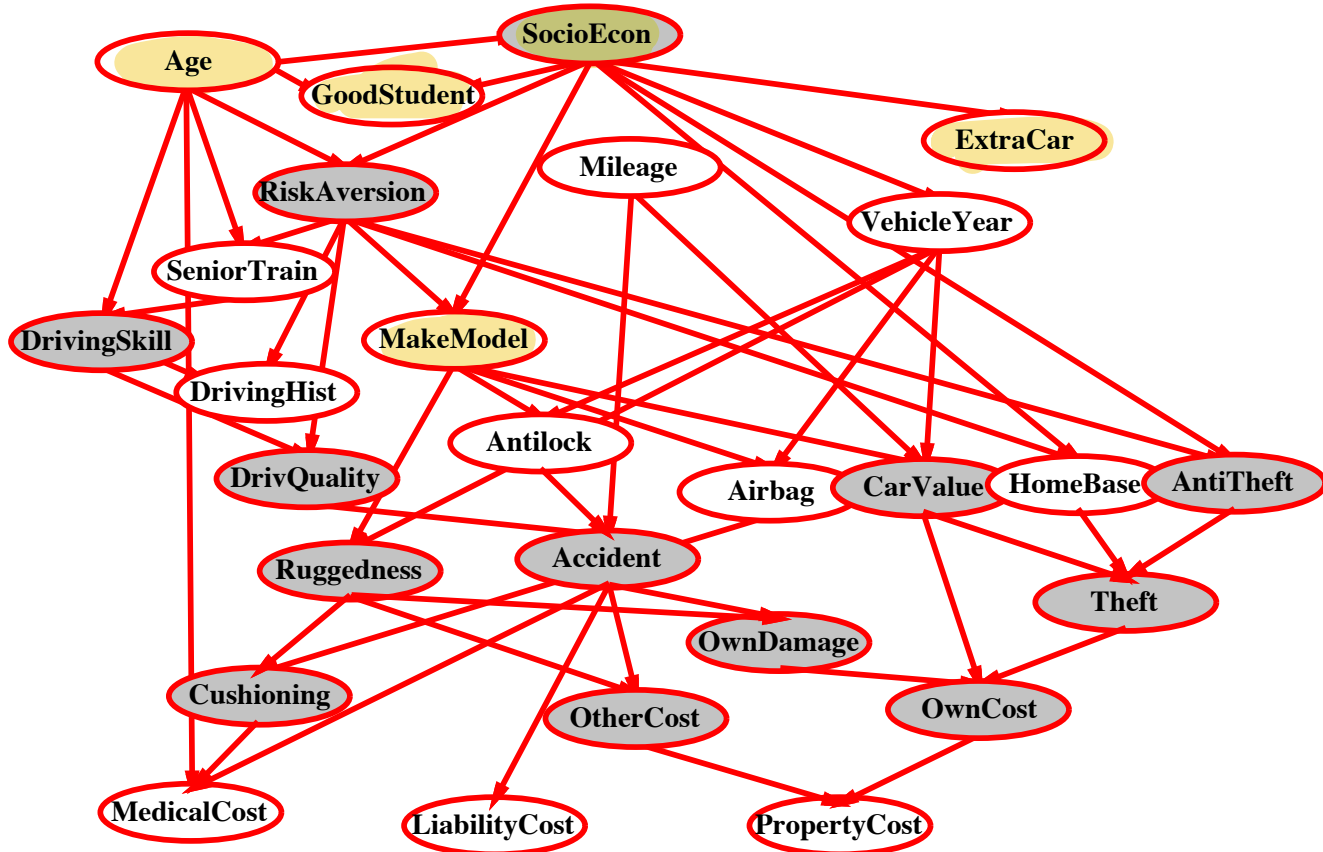 SocioEcon
Age
GoodStudent
ExtraCar
Mileage
RiskAversion
VehicleYear
SeniorTrain
DrivingSkill
MakeModel
DrivingHist
Antilock
DrivQuality
Airbag
CarValue
HomeBase
AntiTheft
Ruggedness
Accident
Theft
OwnDamage
Cushioning
OtherCost
OwnCost
MedicalCost
LiabilityCost
PropertyCost